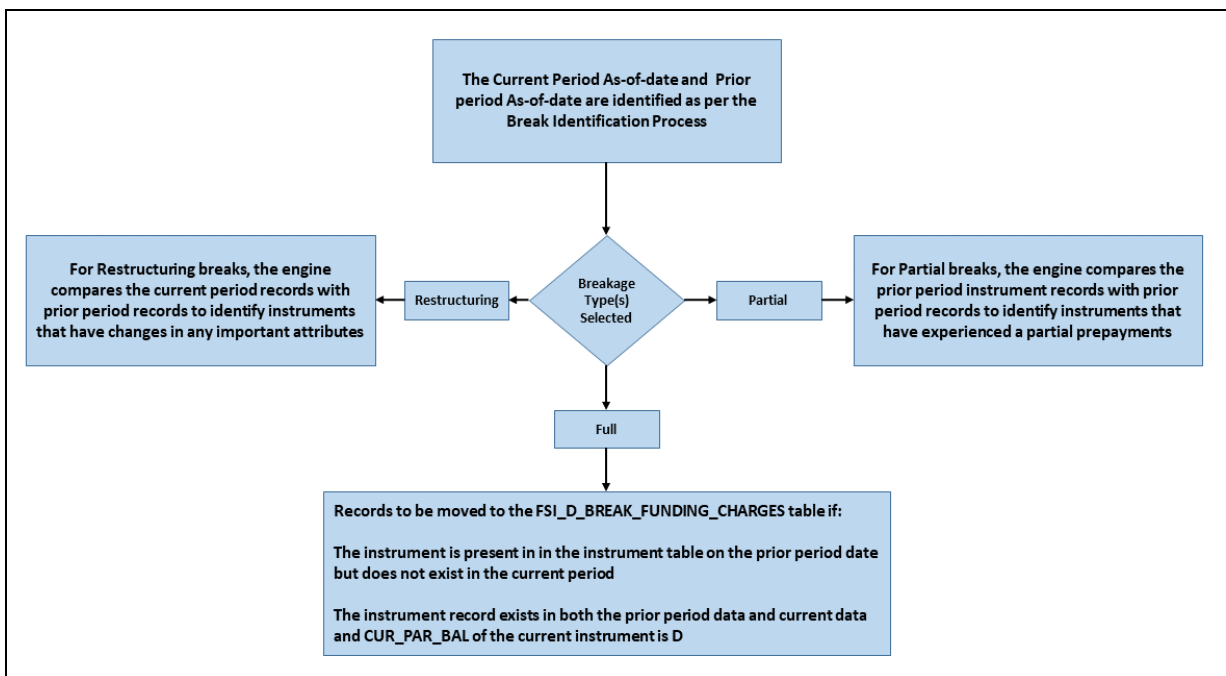 The Current Period As-of-date and Prior
period As-of-date are identified as per the
Break Identification Process
For Restructuring breaks, the engine
compares the current period records with
prior period records to identify instruments
that have changes in any important attributes
Restructuring
Breakage
Type(s)
Selected
Partial
For Partial breaks, the engine compares the
prior period instrument records with prior
period records to identify instruments that
have experienced a partial prepayments
Full
Records to be moved to the FSI_D_BREAK_FUNDING_CHARGES table if:
The instrument is present in in the instrument table on the prior period date
but does not exist in the current period
The instrument record exists in both the prior period data and current data
and CUR_PAR_BAL of the current instrument is D